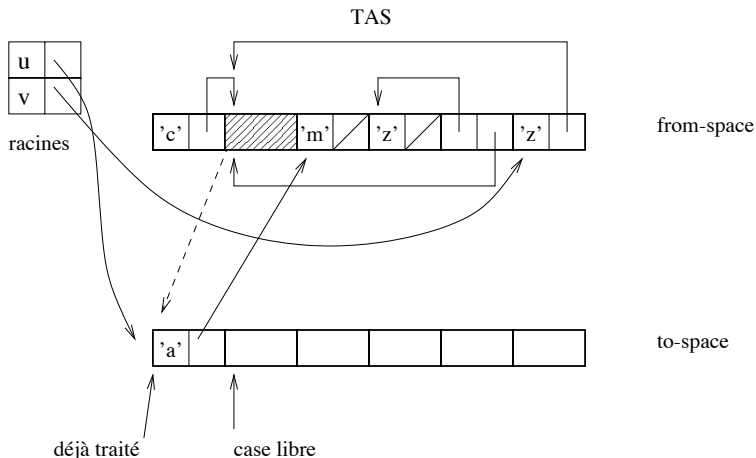 TAS
u
v
racines
'c' 'm' 'z' 'z'
from-space
'a'
to-space
déjà traité
case libre